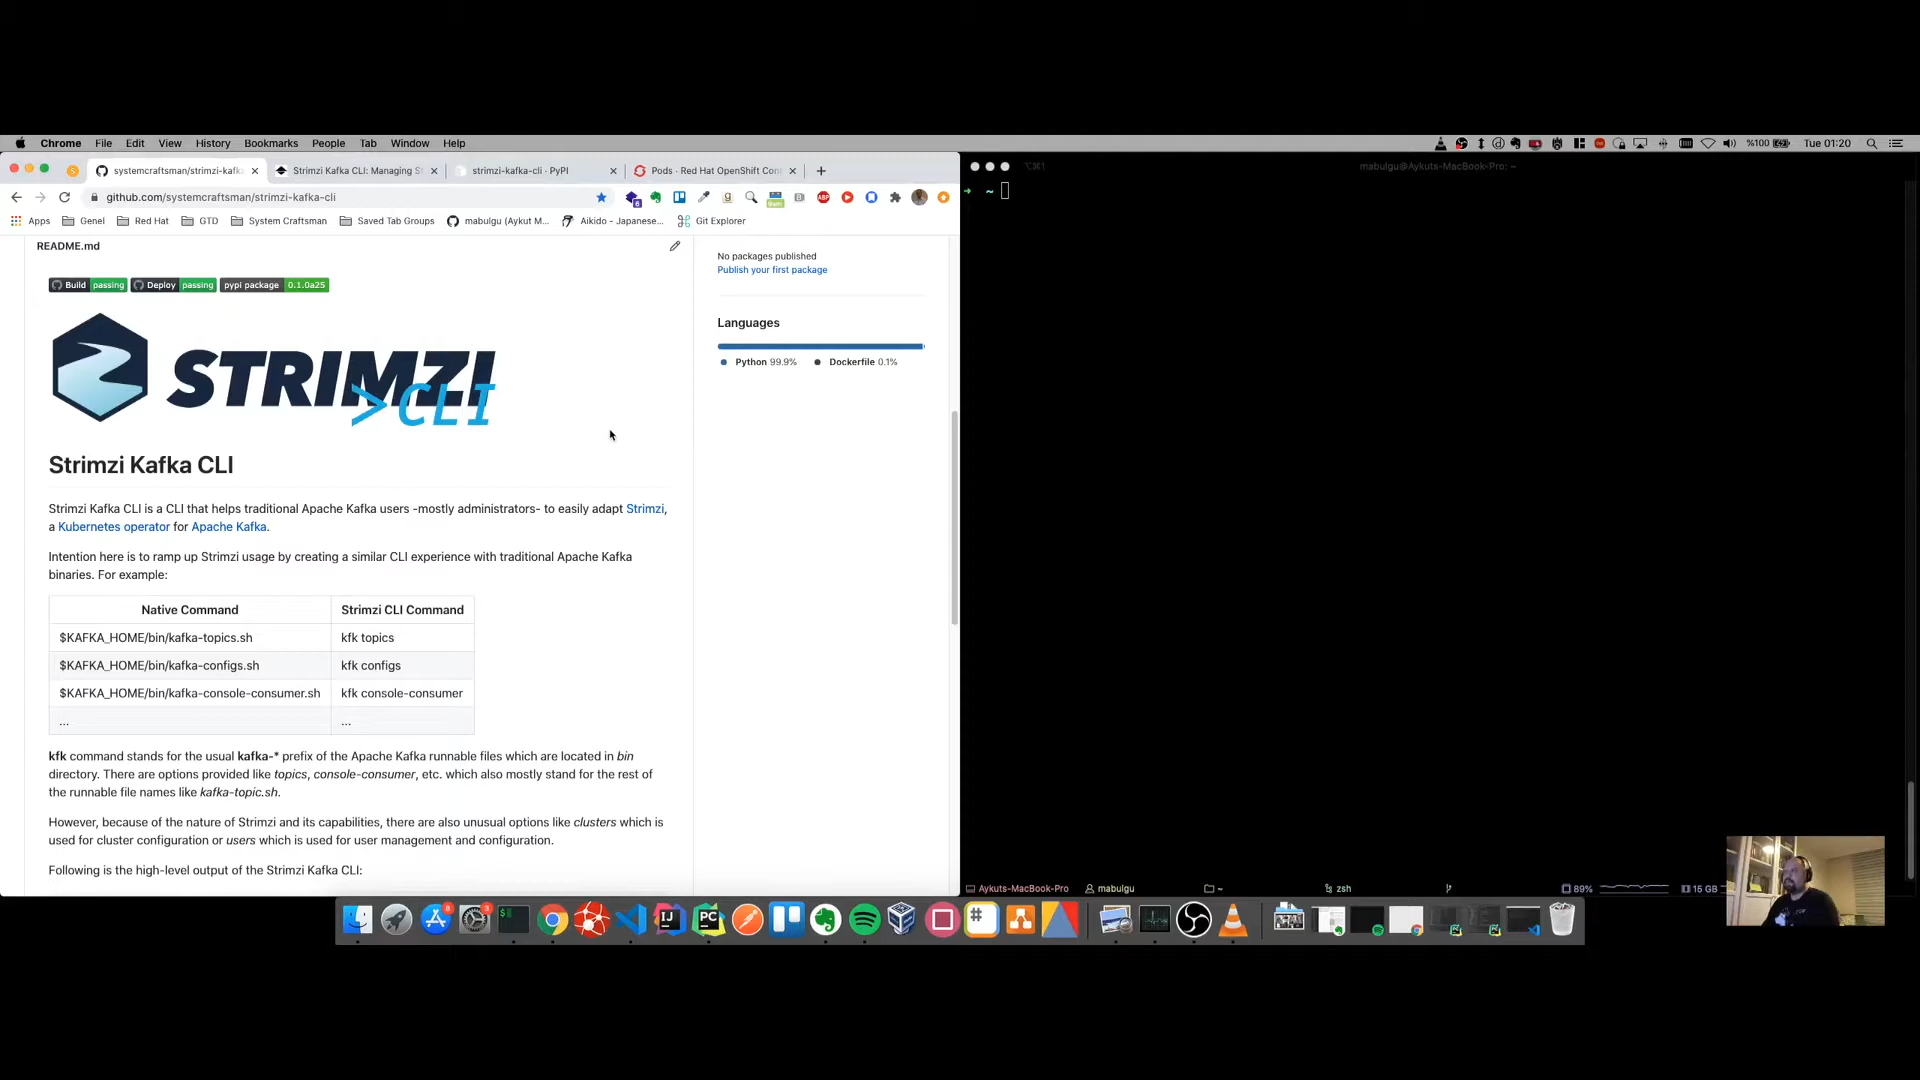 Chrome File Edit View History Bookmarks People Tab Window Help
%100
Tue 01:20
systemcraftsman/strimzi-kafk
Strimzi Kafka CLI: Managing S
strimzi-kafka-cli · PyPI
Pods · Red Hat OpenShift Con
github.com/systemcraftsman/strimzi-kafka-cli
Apps Genel Red Hat GTD System Craftsman Saved Tab Groups mabulgu (Aykut M... Aikido - Japanese... Git Explorer
README.md
Build passing Deploy passing pypi package 0.1.0a25
STRIMZI
>CLI
Strimzi Kafka CLI
Strimzi Kafka CLI is a CLI that helps traditional Apache Kafka users -mostly administrators- to easily adapt Strimzi,
a Kubernetes operator for Apache Kafka.
Intention here is to ramp up Strimzi usage by creating a similar CLI experience with traditional Apache Kafka
binaries. For example:
Native Command Strimzi CLI Command
$KAFKA_HOME/bin/kafka-topics.sh kfk topics
$KAFKA_HOME/bin/kafka-configs.sh kfk configs
$KAFKA_HOME/bin/kafka-console-consumer.sh kfk console-consumer
... ...
kfk command stands for the usual kafka-* prefix of the Apache Kafka runnable files which are located in bin
directory. There are options provided like topics, console-consumer, etc. which also mostly stand for the rest of
the runnable file names like kafka-topic.sh.
However, because of the nature of Strimzi and its capabilities, there are also unusual options like clusters which is
used for cluster configuration or users which is used for user management and configuration.
Following is the high-level output of the Strimzi Kafka CLI:
No packages published
Publish your first package
Languages
Python 99.9% Dockerfile 0.1%
mabulgu@Aykuts-MacBook-Pro: ~
~
Aykuts-MacBook-Pro mabulgu ~ zsh 89% 15 GB